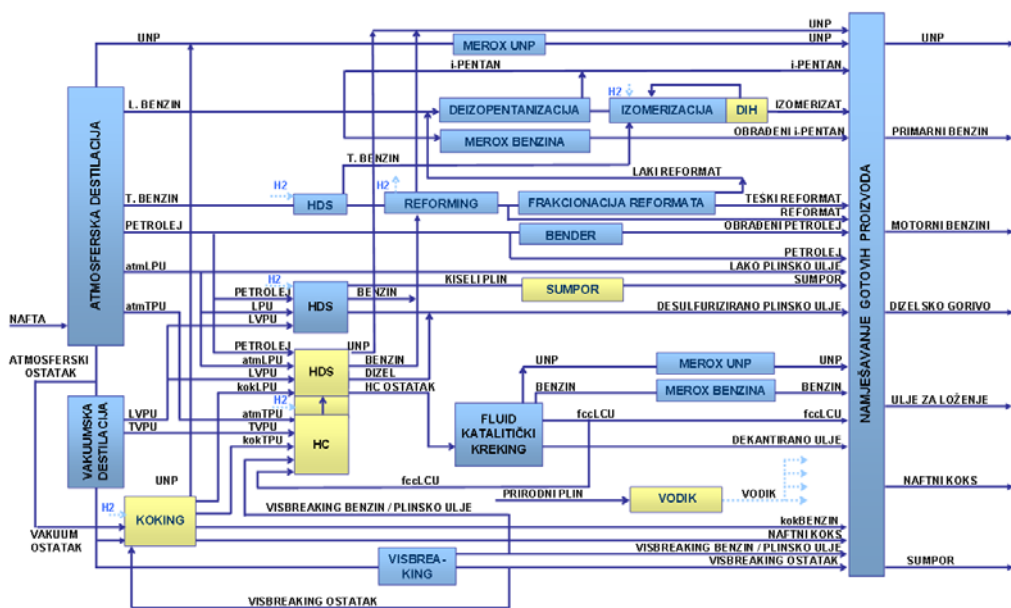 UNP
UNP
MEROX UNP
UNP
UNP
i-PENTAN
i-PENTAN
H2
L. BENZIN
DEIZOPENTANIZACIJA
IZOMERIZACIJA
DIH
IZOMERIZAT
MEROX BENZINA
OBRAĐENI i-PENTAN
PRIMARNI BENZIN
T. BENZIN
LAKI REFORMAT
H2
H2
T. BENZIN
HDS
REFORMING
FRAKCIONACIJA REFORMATA
TEŠKI REFORMAT
REFORMAT
PETROLEJ
BENDER
OBRAĐENI PETROLEJ
MOTORNI BENZINI
PETROLEJ
ATMOSFERSKA DESTILACIJA
NAMJEŠAVANJE GOTOVIH PROIZVODA
atmLPU
LAKO PLINSKO ULJE
H2
KISELI PLIN
SUMPOR
SUMPOR
PETROLEJ
HDS
BENZIN
atmTPU
LPU
DESULFURIZIRANO PLINSKO ULJE
DIZELSKO GORIVO
LVPU
NAFTA
PETROLEJ
UNP
ATMOSFERSKI
OSTATAK
atmLPU
HDS
BENZIN
UNP
MEROX UNP
UNP
LVPU
DIZEL
kokLPU
HC OSTATAK
BENZIN
MEROX BENZINA
BENZIN
H2
VAKUUMSKA
DESTILACIJA
LVPU
atmTPU
FLUID
KATALITIČKI
KREKING
fccLCU
fccLCU
ULJE ZA LOŽENJE
TVPU
TVPU
HC
kokTPU
DEKANTIRANO ULJE
UNP
fccLCU
PRIRODNI PLIN
VODIK
VODIK
NAFTNI KOKS
H2
KOKING
VISBREAKING BENZIN / PLINSKO ULJE
kokBENZIN
VAKUUM
OSTATAK
NAFTNI KOKS
VISBREAKING BENZIN / PLINSKO ULJE
VISBREA-
KING
VISBREAKING OSTATAK
SUMPOR
VISBREAKING OSTATAK